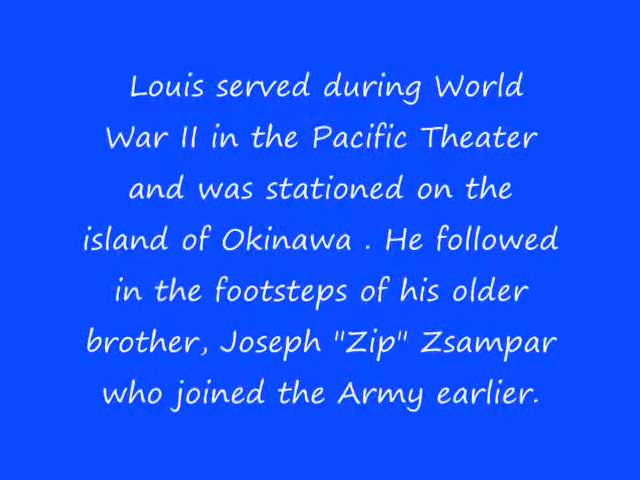 Louis served during World
War II in the Pacific Theater
and was stationed on the
island of Okinawa . He followed
in the footsteps of his older
brother, Joseph "Zip" Zsampar
who joined the Army earlier.